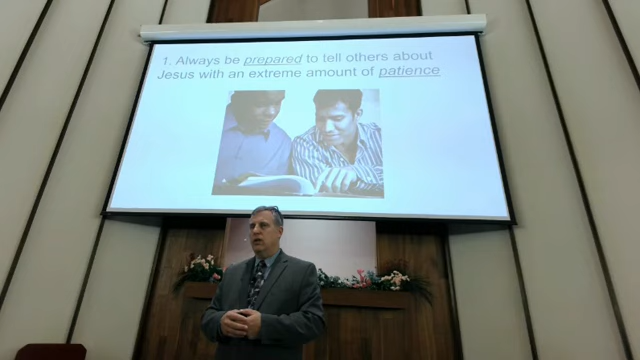 1. Always be prepared to tell others about
Jesus with an extreme amount of patience